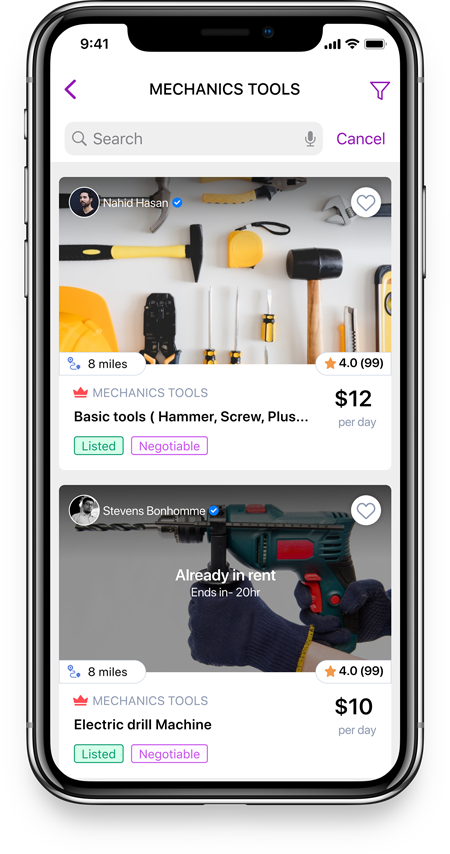 9:41
MECHANICS TOOLS
Search
Cancel
Nahid Hasan
8 miles
4.0 (99)
MECHANICS TOOLS
$12
Basic tools ( Hammer, Screw, Plus...
per day
Listed
Negotiable
Stevens Bonhomme
Already in rent
Ends in- 20hr
8 miles
4.0 (99)
MECHANICS TOOLS
$10
Electric drill Machine
per day
Listed
Negotiable